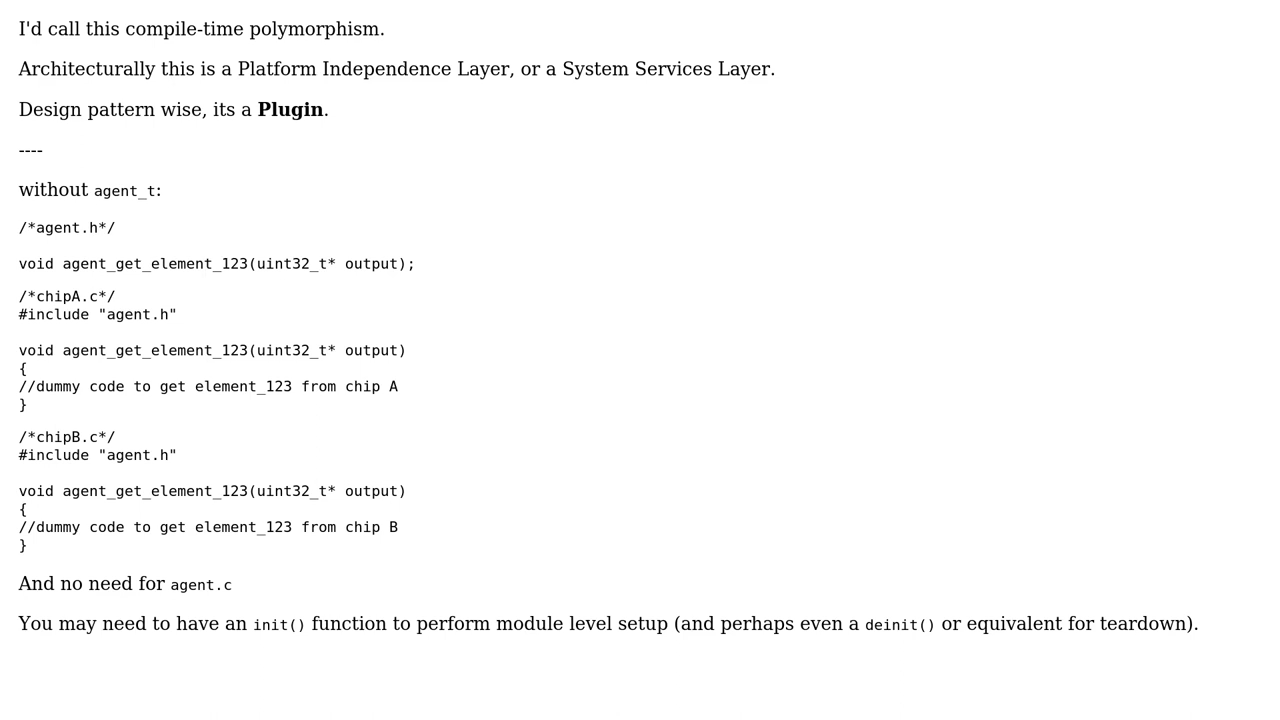 I'd call this compile-time polymorphism.
Architecturally this is a Platform Independence Layer, or a System Services Layer.
Design pattern wise, its a Plugin.
----
without agent_t:
/*agent.h*/
void agent_get_element_123(uint32_t* output);
/*chipA.c*/
#include "agent.h"
void agent_get_element_123(uint32_t* output)
{
//dummy code to get element_123 from chip A
}
/*chipB.c*/
#include "agent.h"
void agent_get_element_123(uint32_t* output)
{
//dummy code to get element_123 from chip B
}
And no need for agent.c
You may need to have an init() function to perform module level setup (and perhaps even a deinit() or equivalent for teardown).